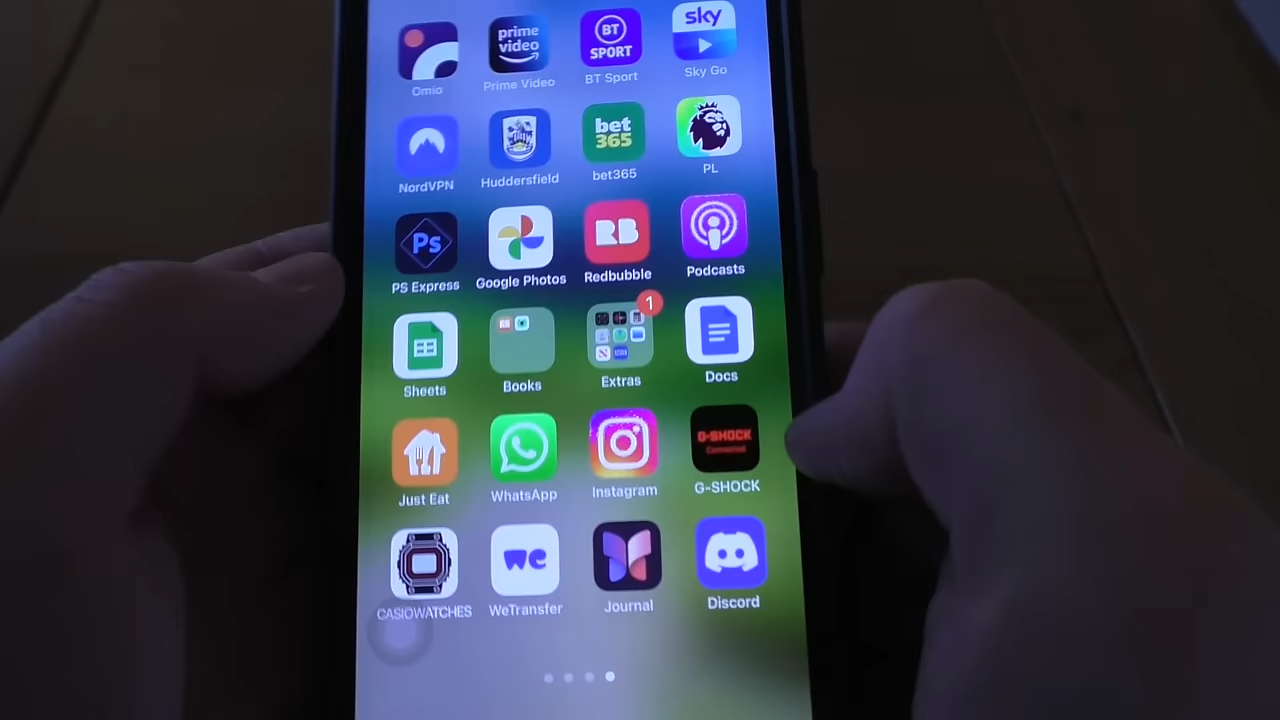 prime
video
BT
SPORT
sky
Omio
Prime Video
BT Sport
Sky Go
bet
365
NordVPN
Huddersfield
bet365
PL
Ps
RB
PS Express
Google Photos
Redbubble
Podcasts
1
Sheets
Books
Extras
Docs
G-SHOCK
Connected
Just Eat
WhatsApp
Instagram
G-SHOCK
we
CASIOWATCHES
WeTransfer
Journal
Discord